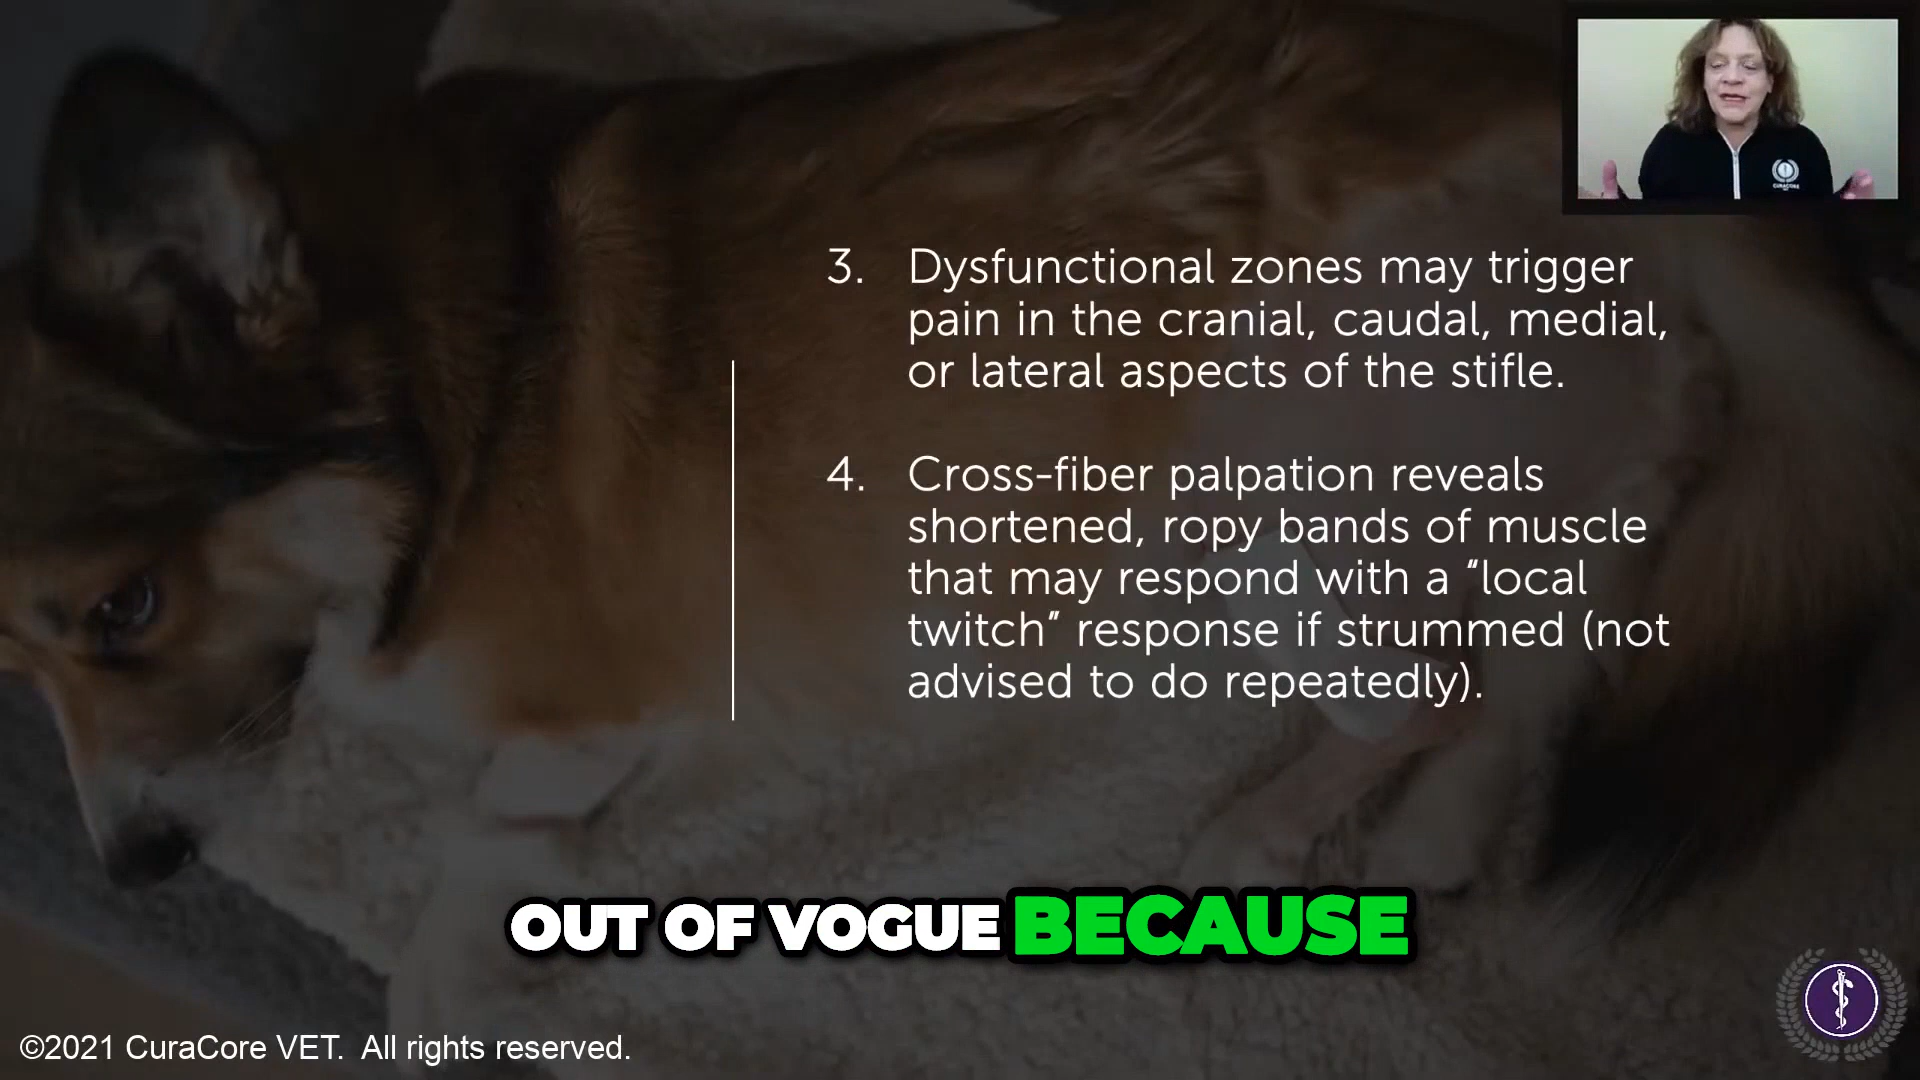 CURACORE
3. Dysfunctional zones may trigger
pain in the cranial, caudal, medial,
or lateral aspects of the stifle.
4. Cross-fiber palpation reveals
shortened, ropy bands of muscle
that may respond with a “local
twitch” response if strummed (not
advised to do repeatedly).
OUT OF VOGUE BECAUSE
©2021 CuraCore VET. All rights reserved.